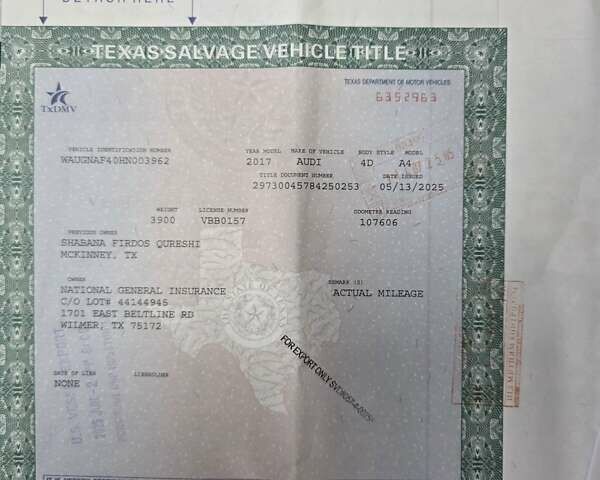 DETACH HERE
TEXAS SALVAGE VEHICLE TITLE
TxDMV
TEXAS DEPARTMENT OF MOTOR VEHICLES
6352963
VEHICLE IDENTIFICATION NUMBER YEAR MODEL MAKE OF VEHICLE BODY STYLE MODEL
WAUGNAF40HN003962 2017 AUDI 4D A4
TITLE DOCUMENT NUMBER DATE ISSUED
29730045784250253 05/13/2025
WEIGHT LICENSE NUMBER ODOMETER READING
3900 VBB0157 107606
PREVIOUS OWNER
SHABANA FIRDOS QURESHI
MCKINNEY, TX
OWNER REMARK (S)
NATIONAL GENERAL INSURANCE ACTUAL MILEAGE
C/O LOT# 44144945
1701 EAST BELTLINE RD
WILMER, TX 75172
FOR EXPORT ONLY
DATE OF LIEN LIENHOLDER
NONE